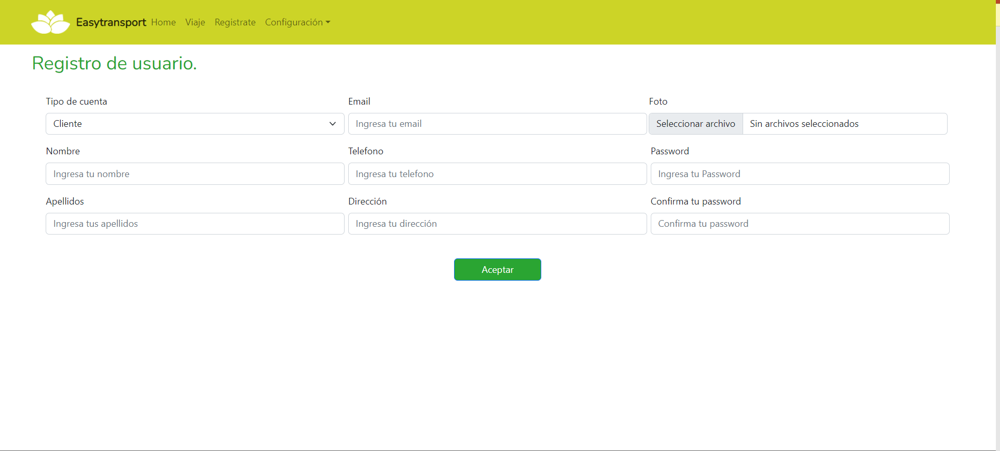 Easytransport Home Viaje Registrate Configuración
Registro de usuario.
Tipo de cuenta Email Foto
Cliente Ingresa tu email Seleccionar archivo Sin archivos seleccionados
Nombre Telefono Password
Ingresa tu nombre Ingresa tu telefono Ingresa tu Password
Apellidos Dirección Confirma tu password
Ingresa tus apellidos Ingresa tu dirección Confirma tu password
Aceptar